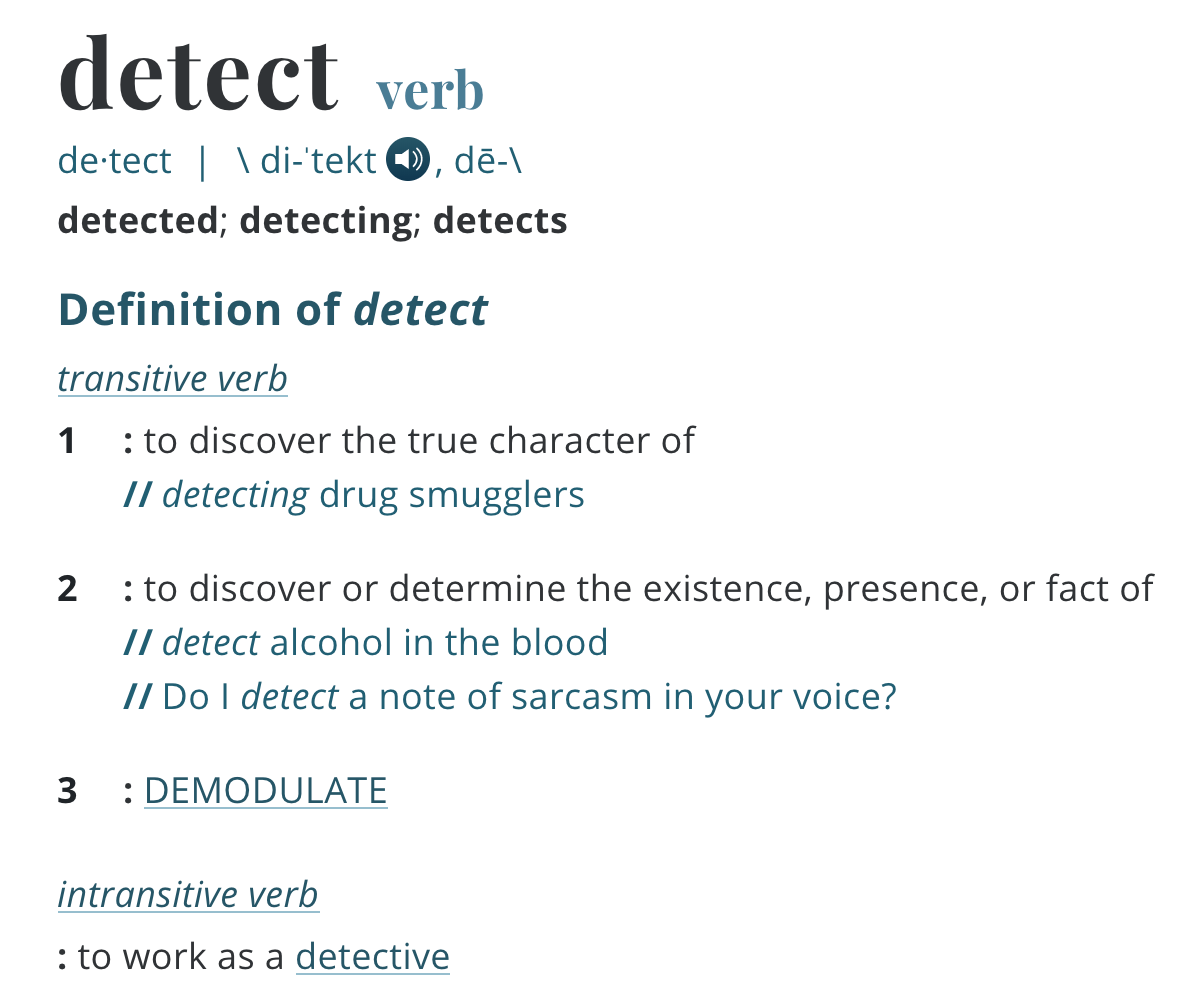 detect verb
de·tect | \ di-ˈtekt , dē-\
detected; detecting; detects
Definition of detect
transitive verb
1 : to discover the true character of
// detecting drug smugglers
2 : to discover or determine the existence, presence, or fact of
// detect alcohol in the blood
// Do I detect a note of sarcasm in your voice?
3 : DEMODULATE
intransitive verb
: to work as a detective